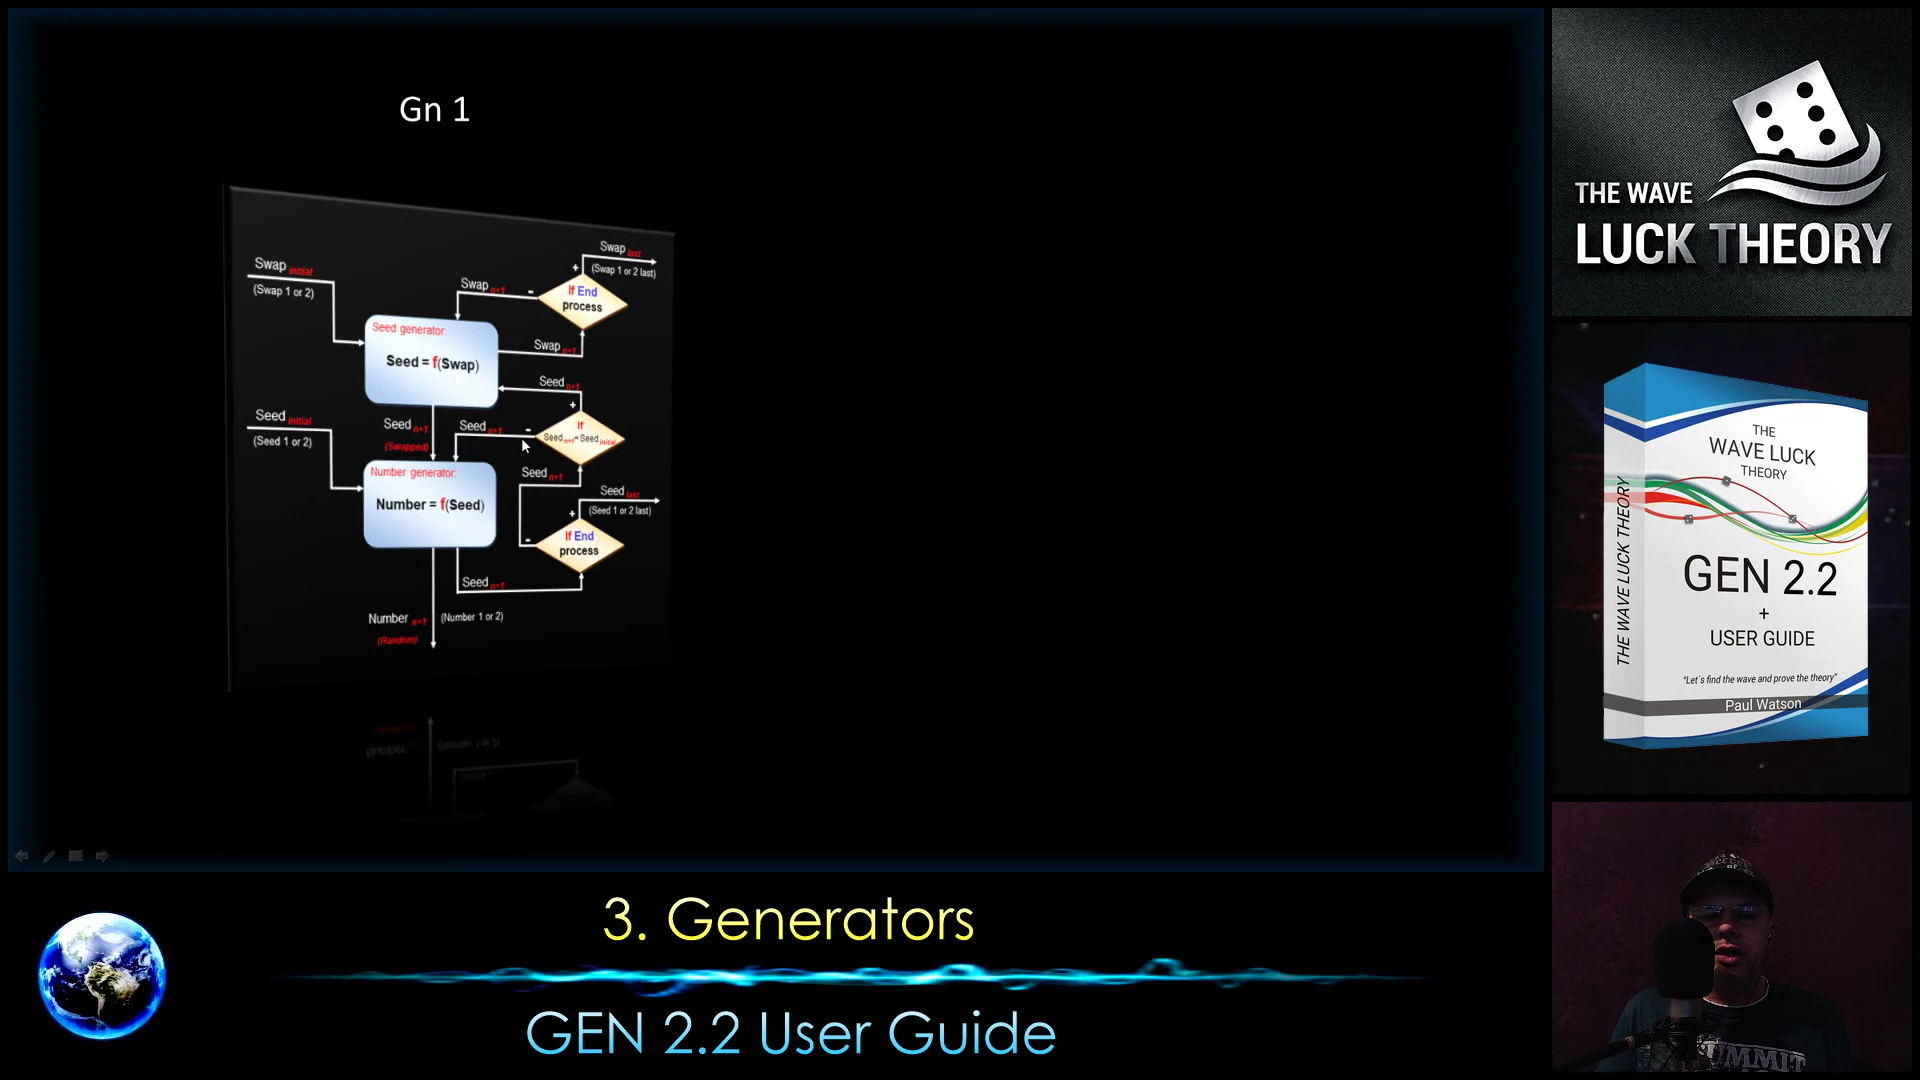 Gn 1
Swap initial
(Swap 1 or 2)
Swap last
(Swap 1 or 2 last)
+
Swap n+1
-
If End
process
Seed generator:
Seed = f(Swap)
Swap n+1
Seed n+1
+
Seed initial
(Seed 1 or 2)
Seed n+1
(Swapped)
Seed n+1
-
If
Seed n+1= Seed initial
Number generator:
Number = f(Seed)
Seed n+1
Seed last
(Seed 1 or 2 last)
+
If End
process
-
Seed n+1
Number n+1
(Random)
(Number 1 or 2)
THE WAVE
LUCK THEORY
THE WAVE LUCK THEORY
THE
WAVE LUCK
THEORY
GEN 2.2
+
USER GUIDE
"Let´s find the wave and prove the theory"
Paul Watson
3. Generators
GEN 2.2 User Guide